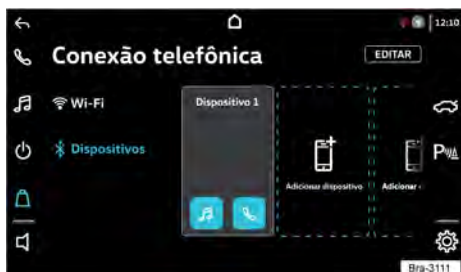 12:10
Conexão telefônica
EDITAR
Wi-Fi
Dispositivos
Dispositivo 1
Adicionar dispositivo
Adicionar
P
Bra-3111